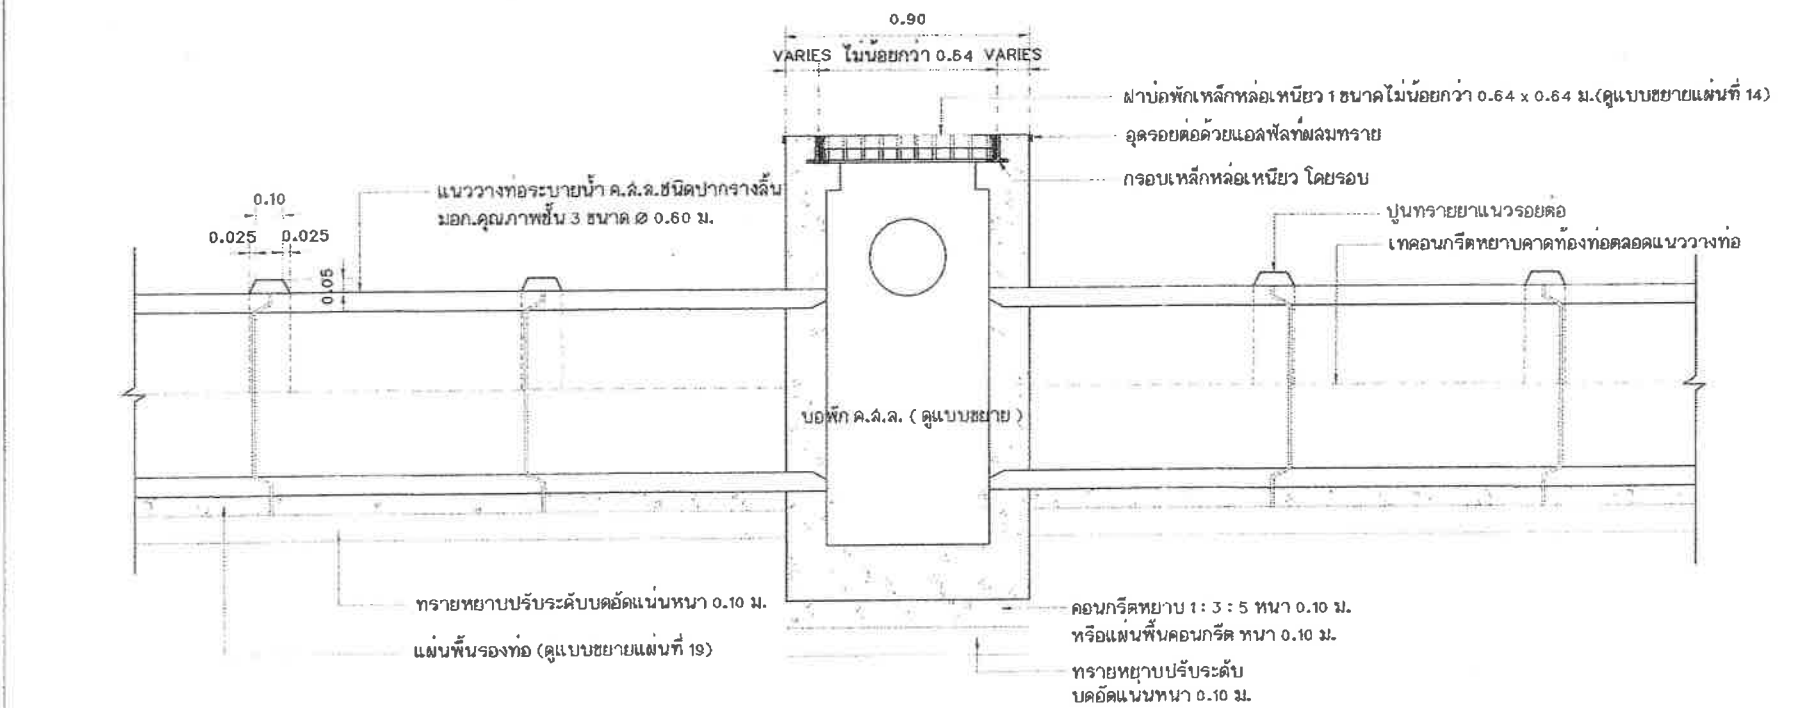 0.90
VARIES ไม่น้อยกว่า 0.54 VARIES
ฝาบ่อพักเหล็กหล่อเหนียว 1 ขนาดไม่น้อยกว่า 0.64 x 0.64 ม.(ดูแบบขยายแผ่นที่ 14)
อุดรอยต่อด้วยแอสฟัลท์ผสมทราย
กรอบเหล็กหล่อเหนียว โดยรอบ
แนววางท่อระบายน้ำ ค.ส.ล.ชนิดปากรางลิ้น
มอก.คุณภาพชั้น 3 ขนาด Ø 0.60 ม.
0.10
0.025
0.025
0.05
ปูนทรายยาแนวรอยต่อ
เทคอนกรีตหยาบคาดท้องท่อตลอดแนววางท่อ
บ่อพัก ค.ส.ล. ( ดูแบบขยาย )
ทรายหยาบปรับระดับบดอัดแน่นหนา 0.10 ม.
แผ่นพื้นรองท่อ (ดูแบบขยายแผ่นที่ 19)
คอนกรีตหยาบ 1 : 3 : 5 หนา 0.10 ม.
หรือแผ่นพื้นคอนกรีต หนา 0.10 ม.
ทรายหยาบปรับระดับ
บดอัดแน่นหนา 0.10 ม.